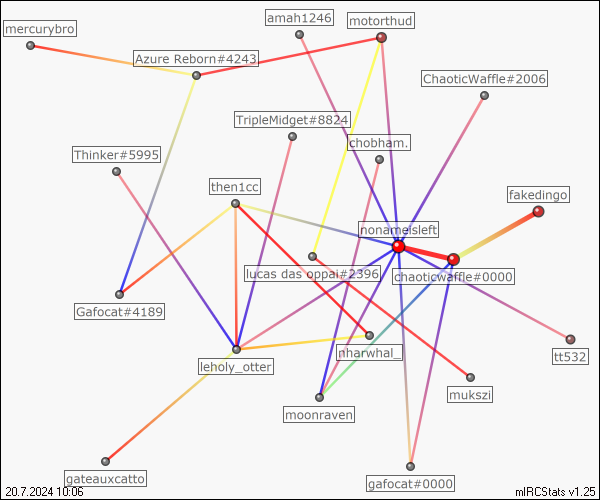 amah1246
motorthud
mercurybro
Azure Reborn#4243
ChaoticWaffle#2006
TripleMidget#8824
chobham.
Thinker#5995
then1cc
fakedingo
nonameisleft
lucas das oppai#2396
chaoticwaffle#0000
Gafocat#4189
nharwhal_
leholy_otter
tt532
mukszi
moonraven
gateauxcatto
gafocat#0000
20.7.2024 10:06
mIRCStats v1.25